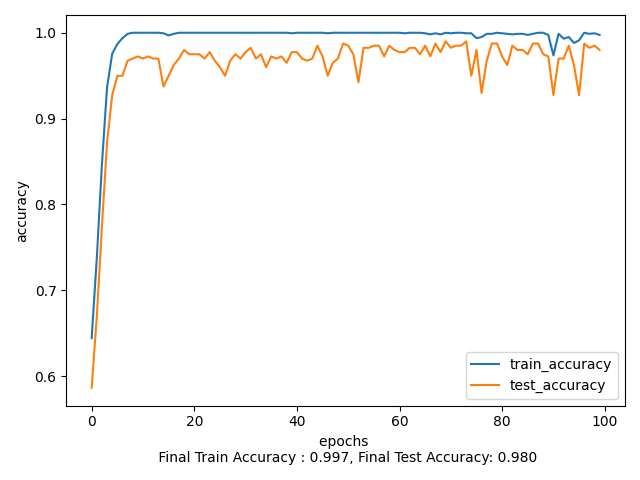 1.0
0.9
0.8
0.7
0.6
accuracy
0 20 40 60 80 100
train_accuracy
test_accuracy
epochs
Final Train Accuracy : 0.997, Final Test Accuracy: 0.980